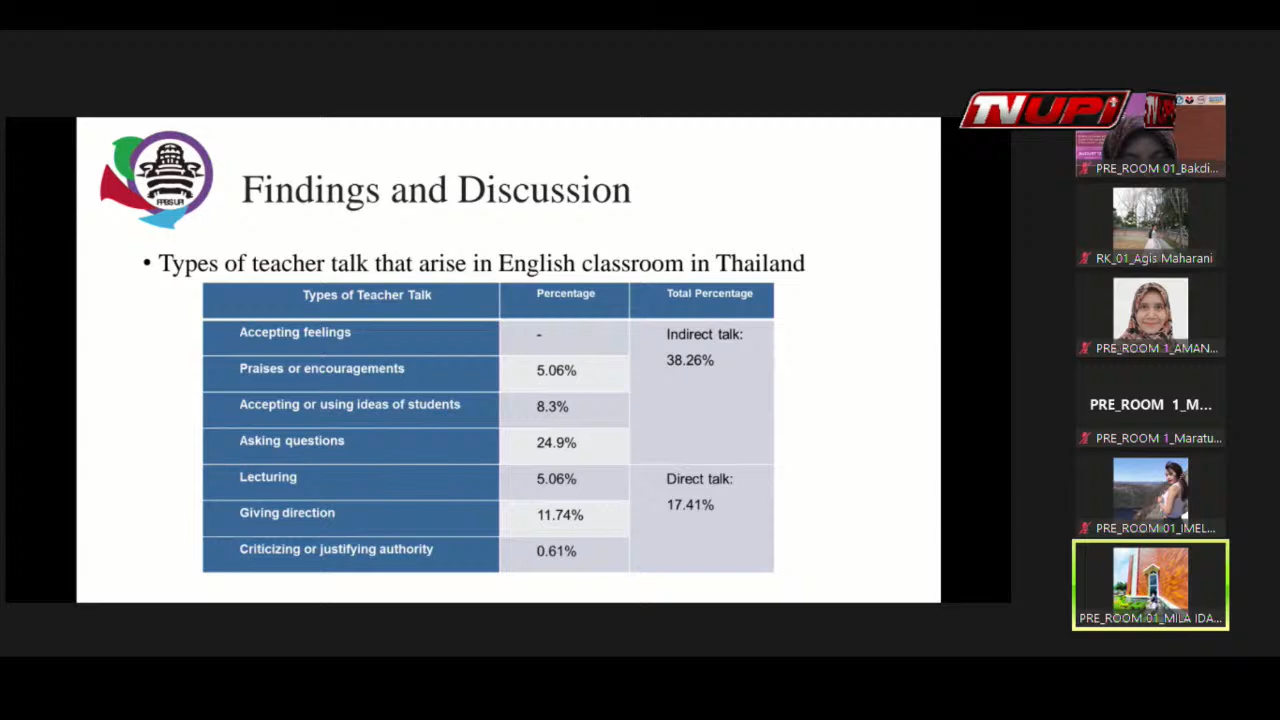 TVUPI
FPBS UPI
Findings and Discussion
• Types of teacher talk that arise in English classroom in Thailand
Types of Teacher Talk Percentage Total Percentage
Accepting feelings - Indirect talk:
38.26%
Praises or encouragements 5.06%
Accepting or using ideas of students 8.3%
Asking questions 24.9%
Lecturing 5.06% Direct talk:
17.41%
Giving direction 11.74%
Criticizing or justifying authority 0.61%
PRE_ROOM 01_Bakdi...
RK_01_Agis Maharani
PRE_ROOM 1_AMAN...
PRE_ROOM 1_M...
PRE_ROOM 1_Maratu...
PRE_ROOM 01_IMEL...
PRE_ROOM 01_MILA IDA...